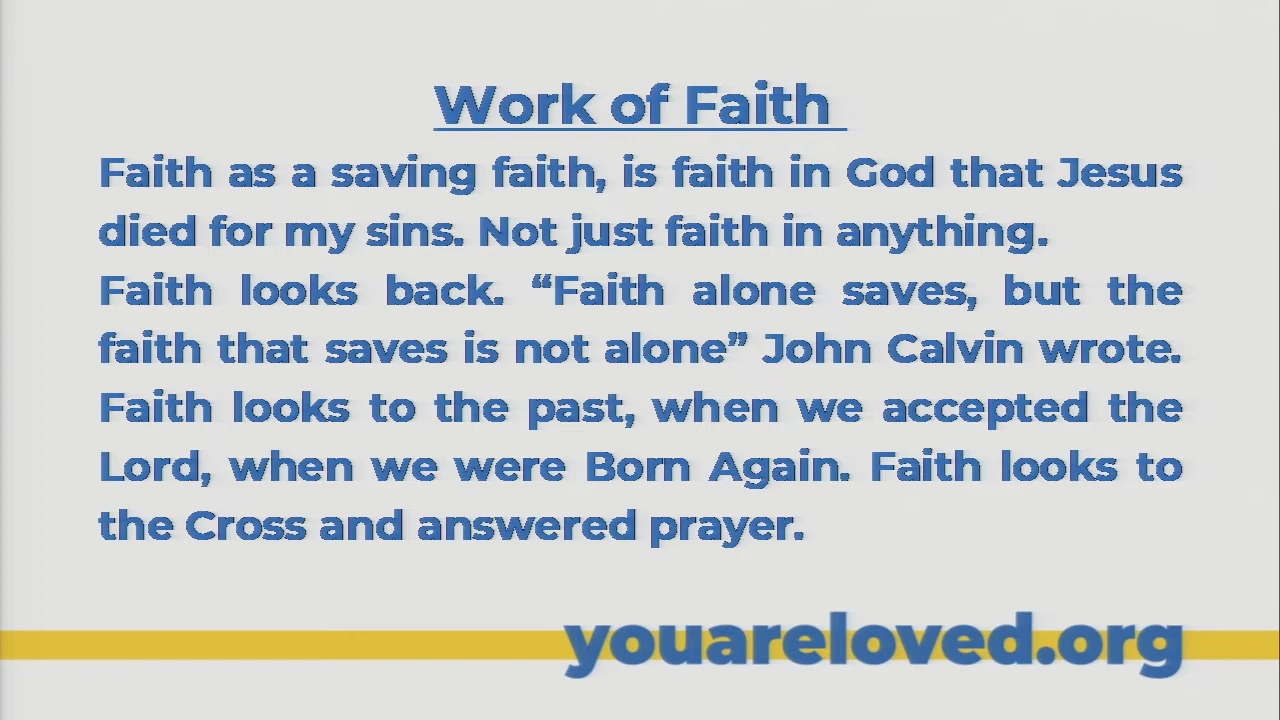 Work of Faith
Faith as a saving faith, is faith in God that Jesus
died for my sins. Not just faith in anything.
Faith looks back. “Faith alone saves, but the
faith that saves is not alone” John Calvin wrote.
Faith looks to the past, when we accepted the
Lord, when we were Born Again. Faith looks to
the Cross and answered prayer.
youareloved.org